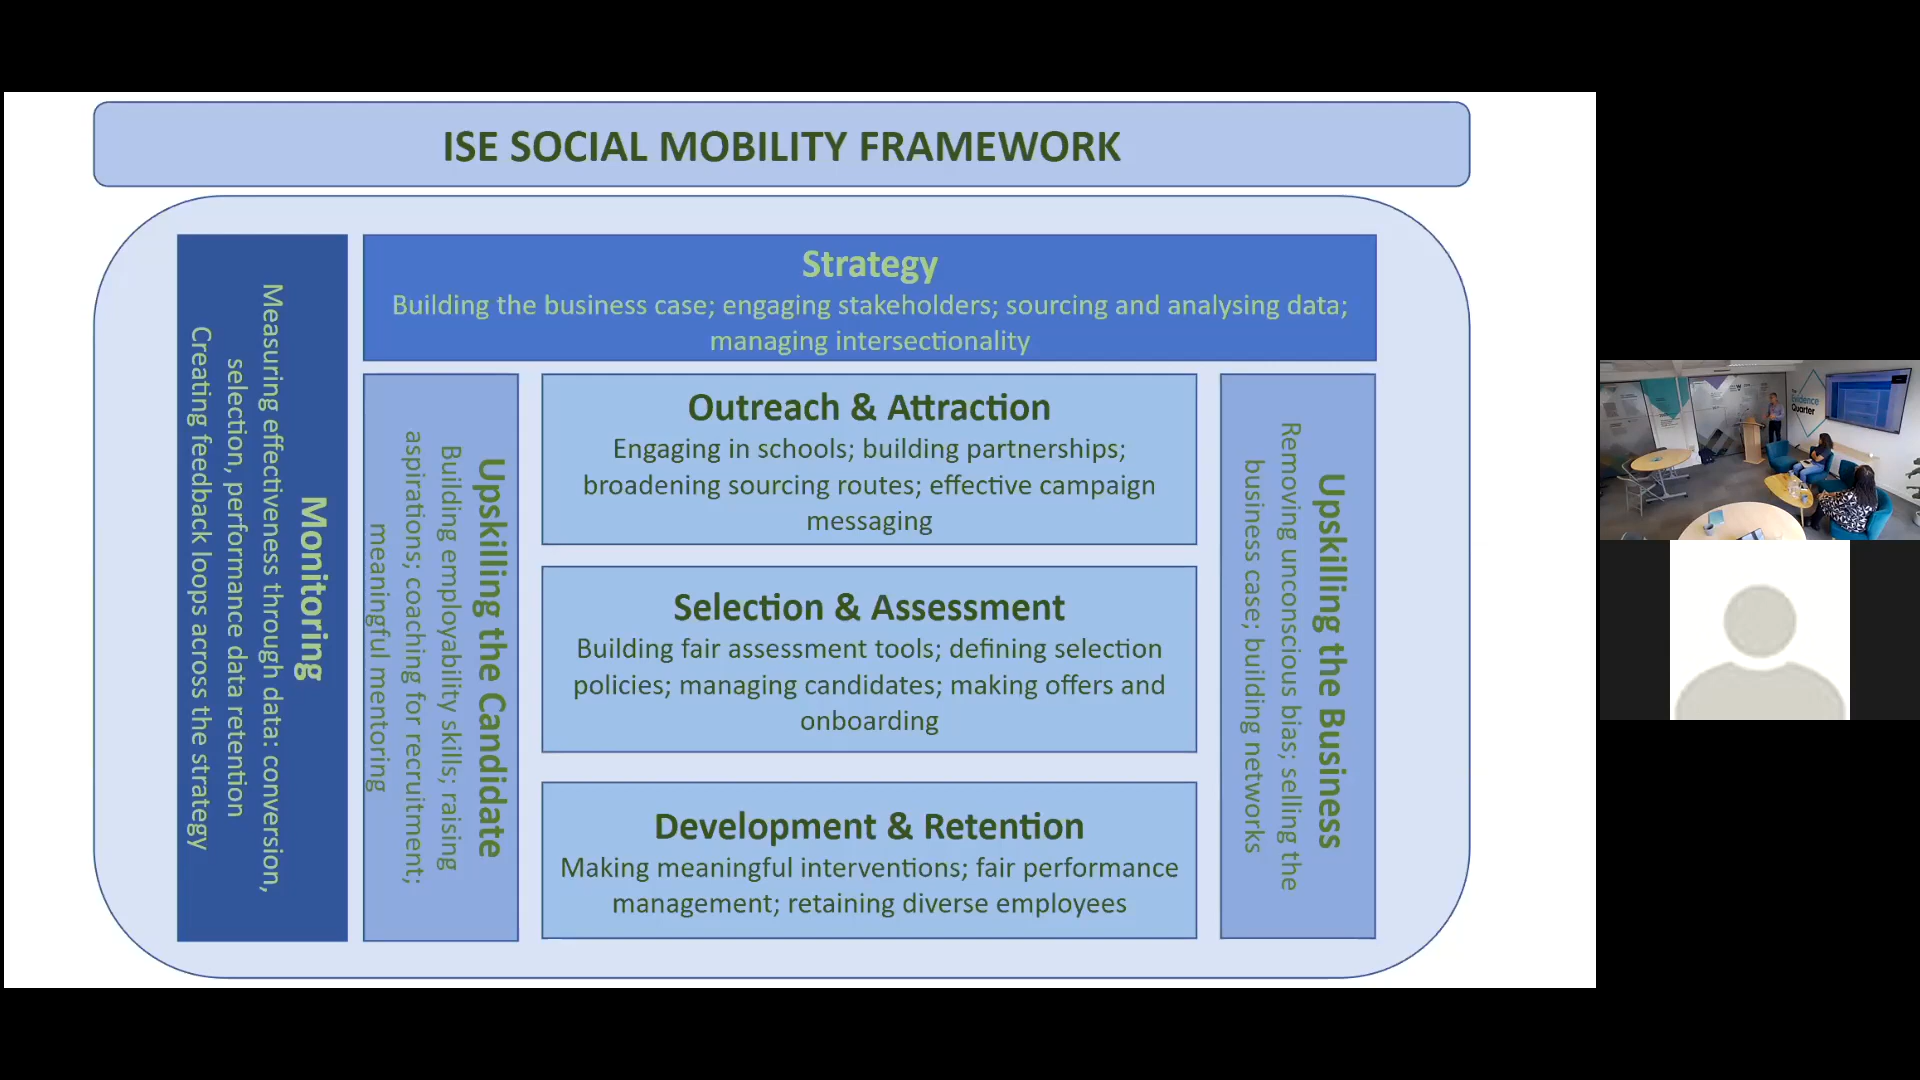 ISE SOCIAL MOBILITY FRAMEWORK
Monitoring
Measuring effectiveness through data: conversion,
selection, performance data retention
Creating feedback loops across the strategy
Strategy
Building the business case; engaging stakeholders; sourcing and analysing data;
managing intersectionality
Upskilling the Candidate
Building employability skills; raising
aspirations; coaching for recruitment;
meaningful mentoring
Outreach & Attraction
Engaging in schools; building partnerships;
broadening sourcing routes; effective campaign
messaging
Selection & Assessment
Building fair assessment tools; defining selection
policies; managing candidates; making offers and
onboarding
Development & Retention
Making meaningful interventions; fair performance
management; retaining diverse employees
Upskilling the Business
Removing unconscious bias; selling the
business case; building networks
Evidence
Quarter